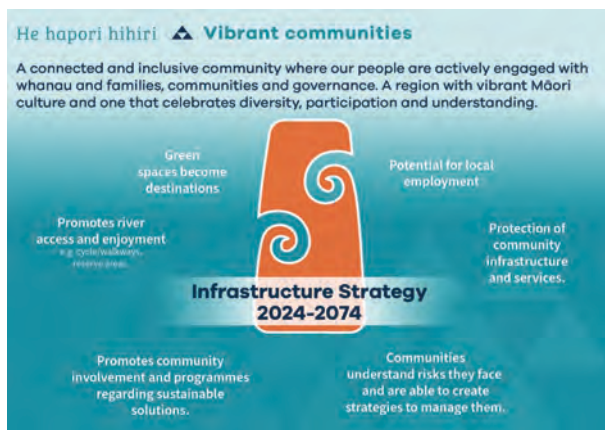 He hapori hihiri Vibrant communities
A connected and inclusive community where our people are actively engaged with
whanau and families, communities and governance. A region with vibrant Māori
culture and one that celebrates diversity, participation and understanding.
Green
spaces become
destinations
Potential for local
employment
Promotes river
access and enjoyment
e.g. cycle/walkways,
reserve areas.
Protection of
community
infrastructure
and services.
Infrastructure Strategy
2024-2074
Promotes community
involvement and programmes
regarding sustainable
solutions.
Communities
understand risks they face
and are able to create
strategies to manage them.